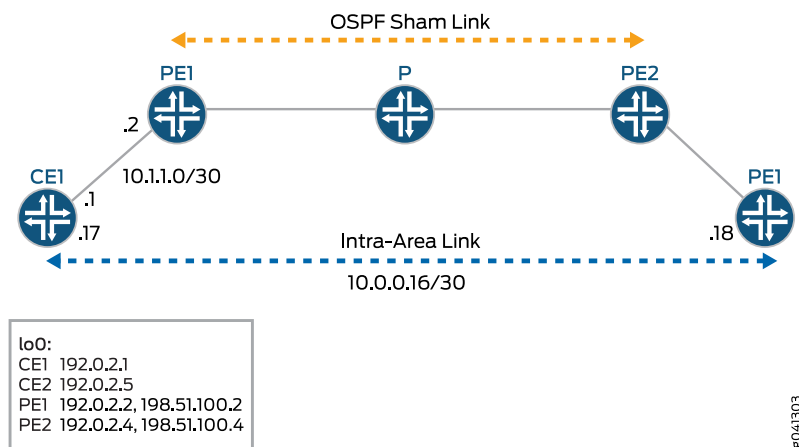 OSPF Sham Link
PE1
P
PE2
.2
CE1
10.1.1.0/30
PE1
.1
.17
Intra-Area Link
.18
10.0.0.16/30
lo0:
CE1 192.0.2.1
CE2 192.0.2.5
PE1 192.0.2.2, 198.51.100.2
PE2 192.0.2.4, 198.51.100.4
g041303